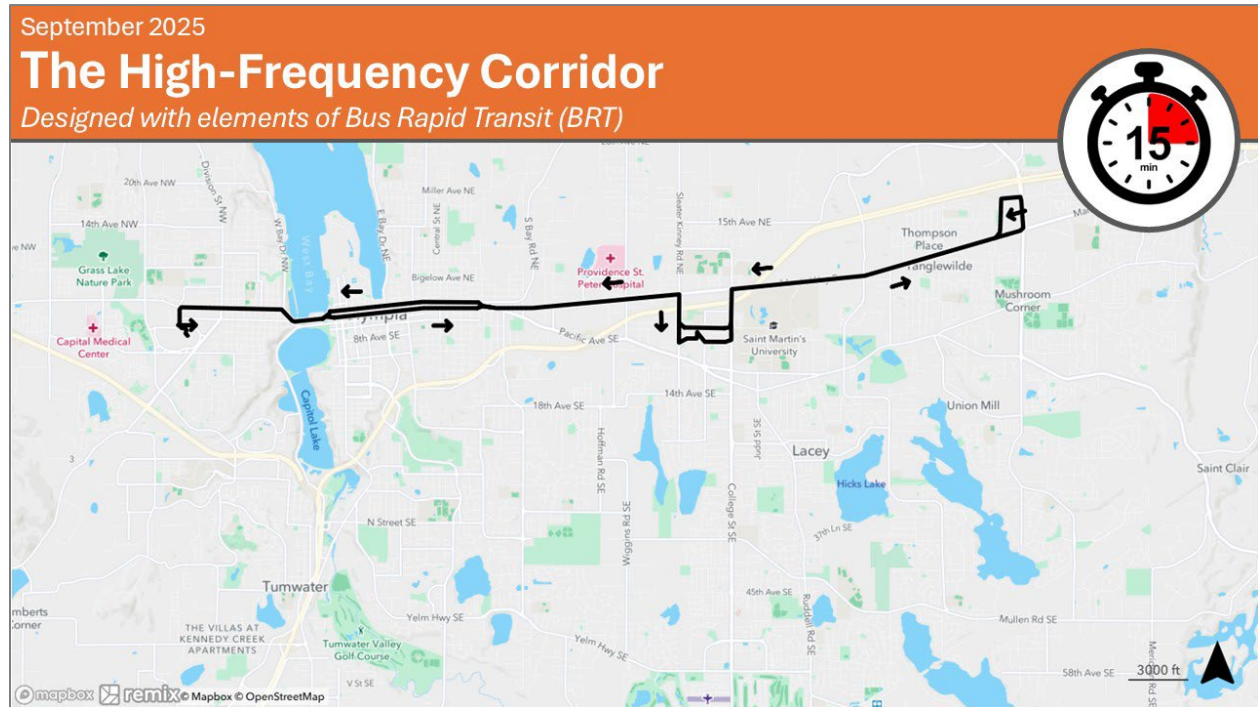 September 2025
The High-Frequency Corridor
Designed with elements of Bus Rapid Transit (BRT)
15
min
20th Ave NW
Division St NW
Miller Ave NE
14th Ave NW
W Bay Dr NW
West Bay
E Bay Dr NE
Central St NE
S Bay Rd NE
Sleater Kinney Rd NE
15th Ave NE
Thompson
Place
Tanglewilde
Grass Lake
Nature Park
Bigelow Ave NE
Providence St.
Peter Hospital
Mushroom
Corner
Capital Medical
Center
8th Ave SE
Pacific Ave SE
Saint Martin's
University
Capitol Lake
14th Ave SE
18th Ave SE
Hoffman Rd SE
Judd St SE
Union Mill
Lacey
Saint Clair
3
Hicks Lake
N Street SE
Wiggins Rd SE
College St SE
37th Ln SE
Tumwater
45th Ave SE
Ruddell Rd SE
THE VILLAS AT
KENNEDY CREEK
APARTMENTS
Yelm Hwy SE
Mullen Rd SE
Tumwater Valley
Golf Course
Yelm Hwy SE
V St SE
58th Ave SE
3000 ft
mapbox remix © Mapbox © OpenStreetMap